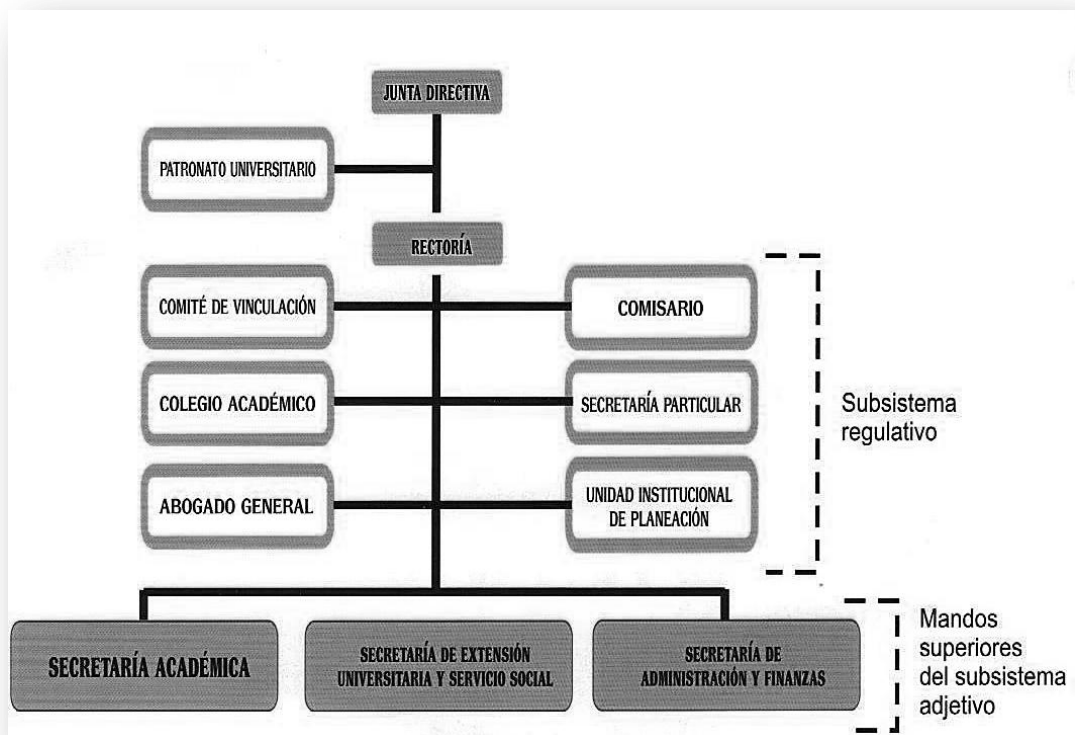 JUNTA DIRECTIVA
PATRONATO UNIVERSITARIO
RECTORÍA
COMITÉ DE VINCULACIÓN
COMISARIO
COLEGIO ACADÉMICO
SECRETARÍA PARTICULAR
Subsistema
regulativo
ABOGADO GENERAL
UNIDAD INSTITUCIONAL
DE PLANEACIÓN
SECRETARÍA ACADÉMICA
SECRETARÍA DE EXTENSIÓN
UNIVERSITARIA Y SERVICIO SOCIAL
SECRETARÍA DE
ADMINISTRACIÓN Y FINANZAS
Mandos
superiores
del subsistema
adjetivo